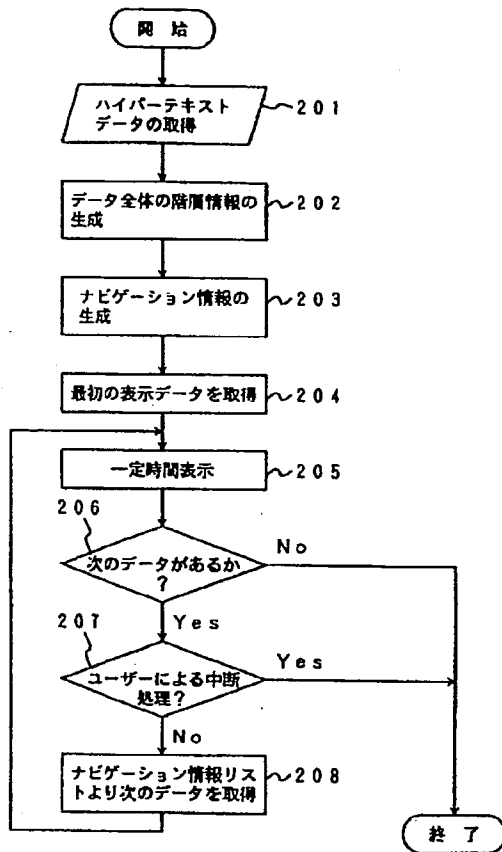 開 始
ハイパーテキスト
データの取得
201
データ全体の階層情報の
生成
202
ナビゲーション情報の
生成
203
最初の表示データを取得
204
一定時間表示
205
206
次のデータがあるか
?
No
Yes
207
ユーザーによる中断
処理?
Yes
No
ナビゲーション情報リス
トより次のデータを取得
208
終 了